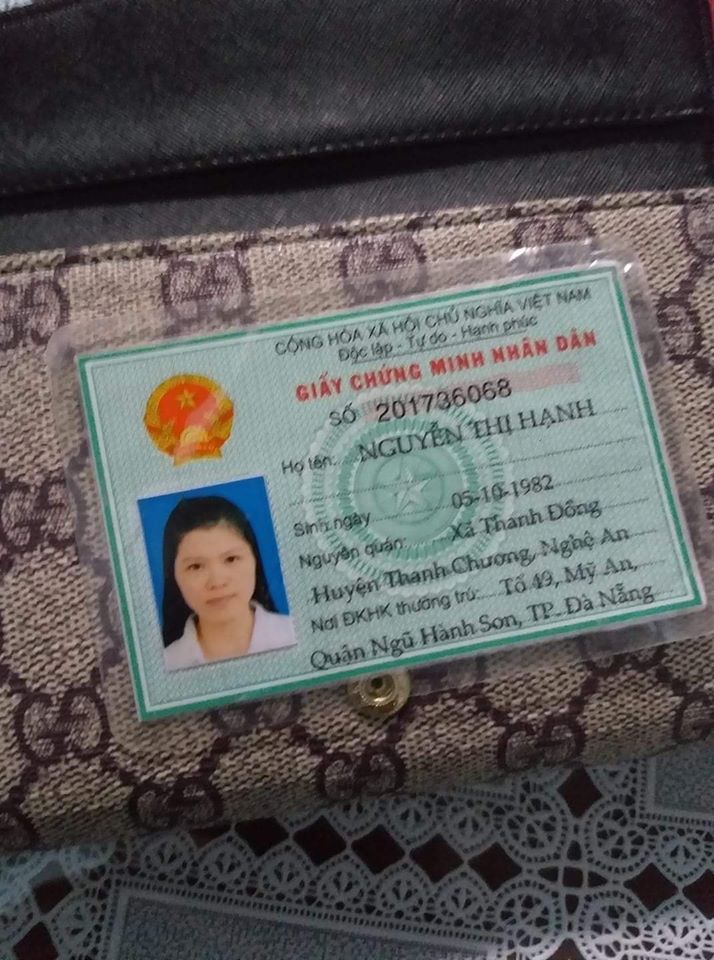 CỘNG HÒA XÃ HỘI CHỦ NGHĨA VIỆT NAM
Độc lập - Tự do - Hạnh phúc
GIẤY CHỨNG MINH NHÂN DÂN
SỐ 201736068
Họ tên: NGUYỄN THỊ HẠNH
Sinh ngày 05-10-1982
Nguyên quán: Xã Thanh Đồng
Huyện Thanh Chương, Nghệ An
Nơi ĐKHK thường trú: Tổ 49, Mỹ An,
Quận Ngũ Hành Sơn, TP. Đà Nẵng